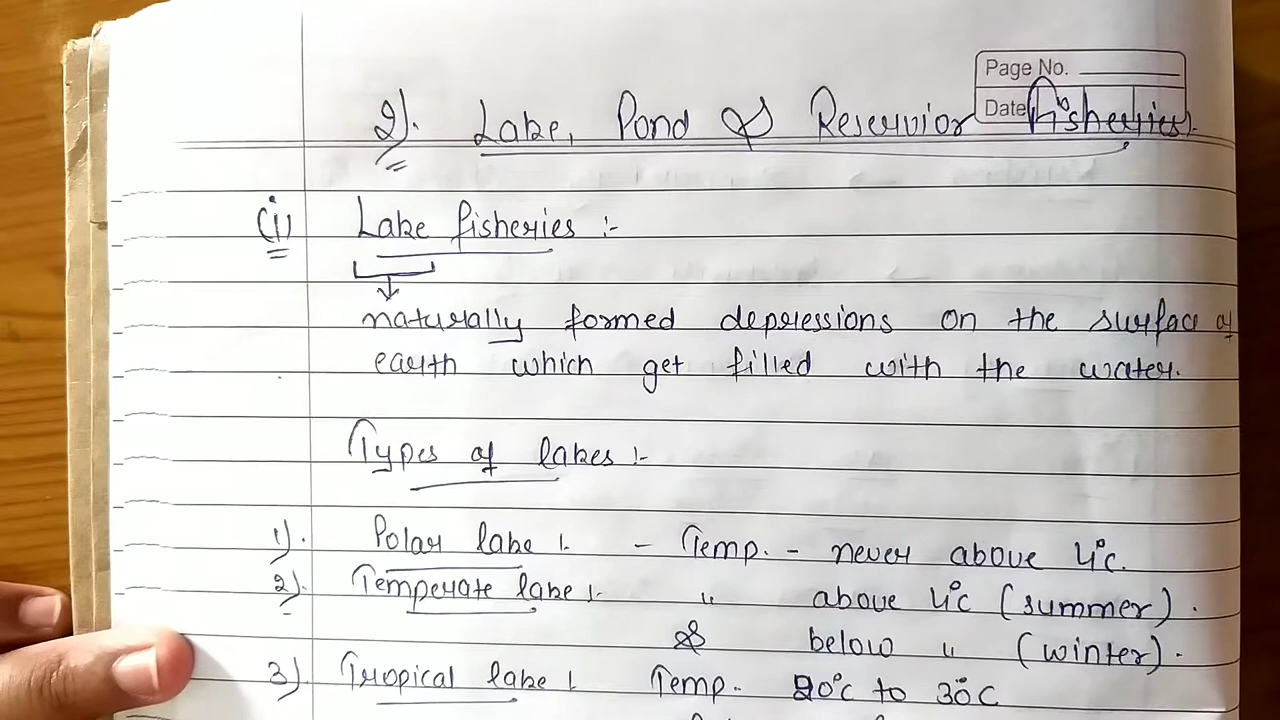 Page No.
Date
2). Lake, Pond & Reservior Fisheries.
(i) Lake fisheries :-
naturally formed depressions on the surface of
earth which get filled with the water.
Types of lakes :-
1). Polar lake :. - Temp. - never above 4°c.
2). Temperate lake :- " above 4°c (summer).
& below " (winter).
3). Tropical lake : Temp. 20°c to 30°C